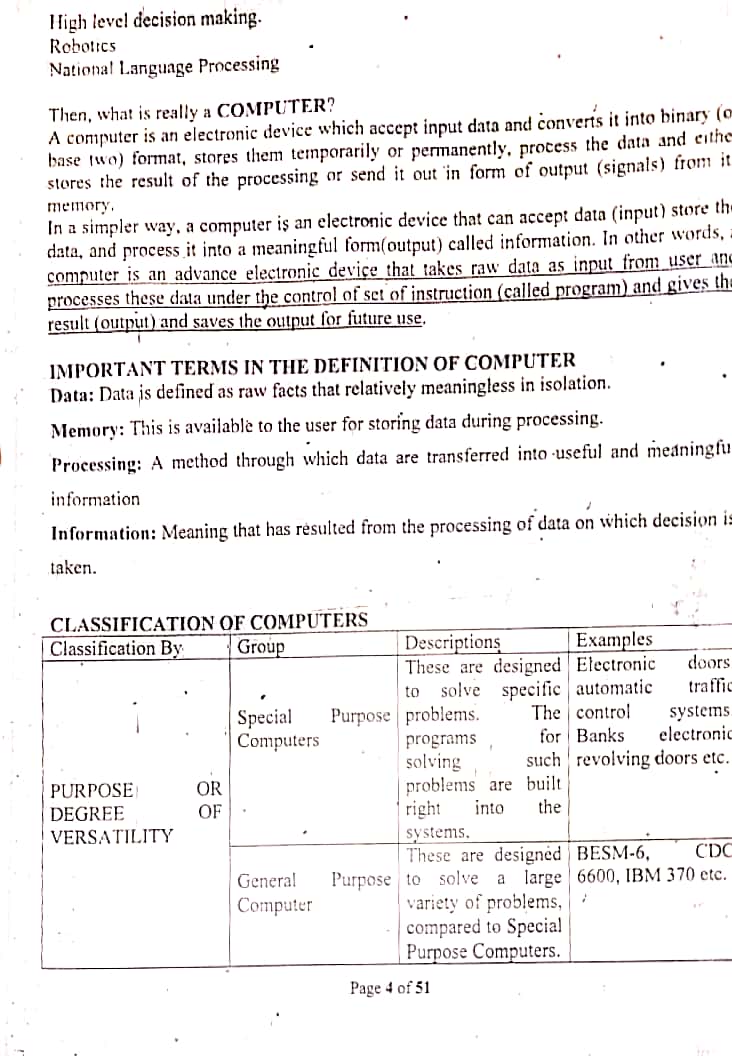 High level decision making.
Robotics
National Language Processing
Then, what is really a COMPUTER?
A computer is an electronic device which accept input data and converts it into binary (o
base two) format, stores them temporarily or permanently, process the data and eithe
stores the result of the processing or send it out in form of output (signals) from it
memory.
In a simpler way, a computer is an electronic device that can accept data (input) store the
data, and process it into a meaningful form(output) called information. In other words, a
computer is an advance electronic device that takes raw data as input from user and
processes these data under the control of set of instruction (called program) and gives the
result (output) and saves the output for future use.
IMPORTANT TERMS IN THE DEFINITION OF COMPUTER
Data: Data is defined as raw facts that relatively meaningless in isolation.
Memory: This is available to the user for storing data during processing.
Processing: A method through which data are transferred into useful and meaningfu
information
Information: Meaning that has resulted from the processing of data on which decision is
taken.
CLASSIFICATION OF COMPUTERS
Classification By Group Descriptions Examples
PURPOSE OR
DEGREE OF
VERSATILITY
Special Purpose
Computers
These are designed
to solve specific
problems. The
programs for
solving such
problems are built
right into the
systems.
Electronic doors
automatic traffic
control systems
Banks electronic
revolving doors etc.
General Purpose
Computer
These are designed
to solve a large
variety of problems,
compared to Special
Purpose Computers.
BESM-6, CDC
6600, IBM 370 etc.
Page 4 of 51